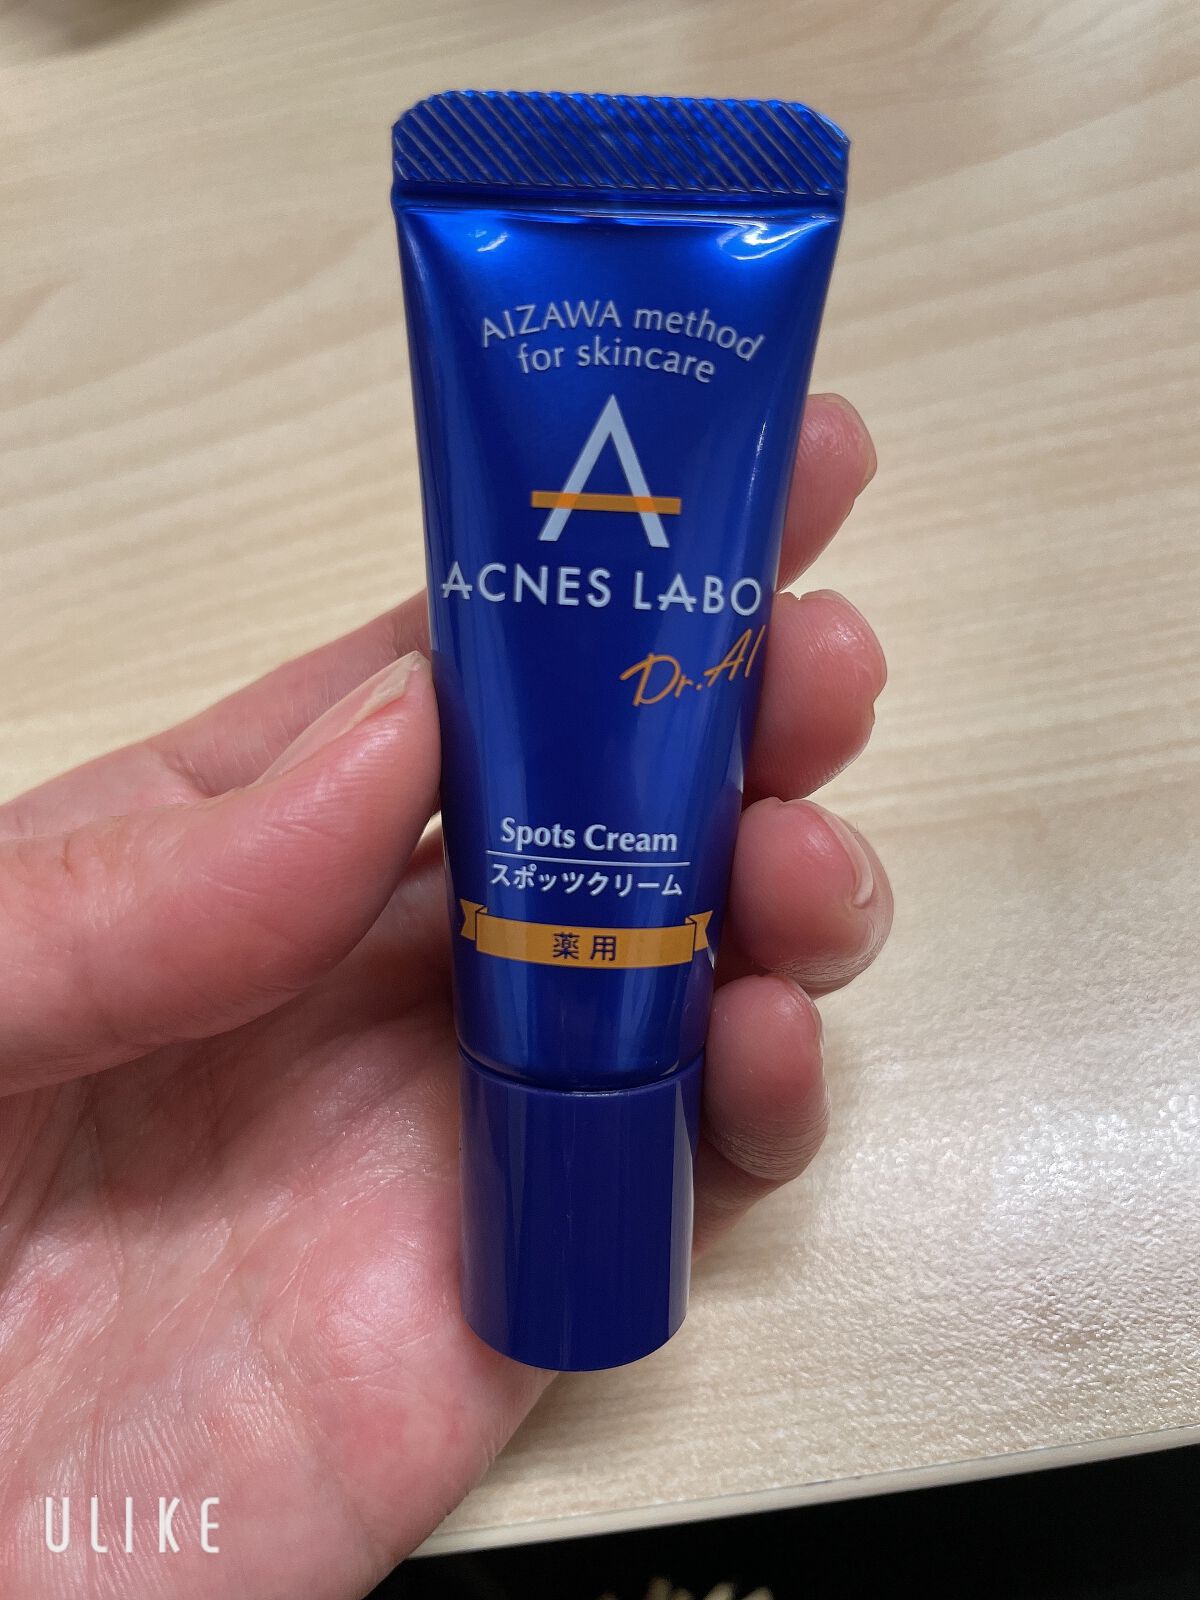 AIZAWA method
for skincare
A
ACNES LABO
Dr.AI
Spots Cream
スポッツクリーム
薬用
ULIKE